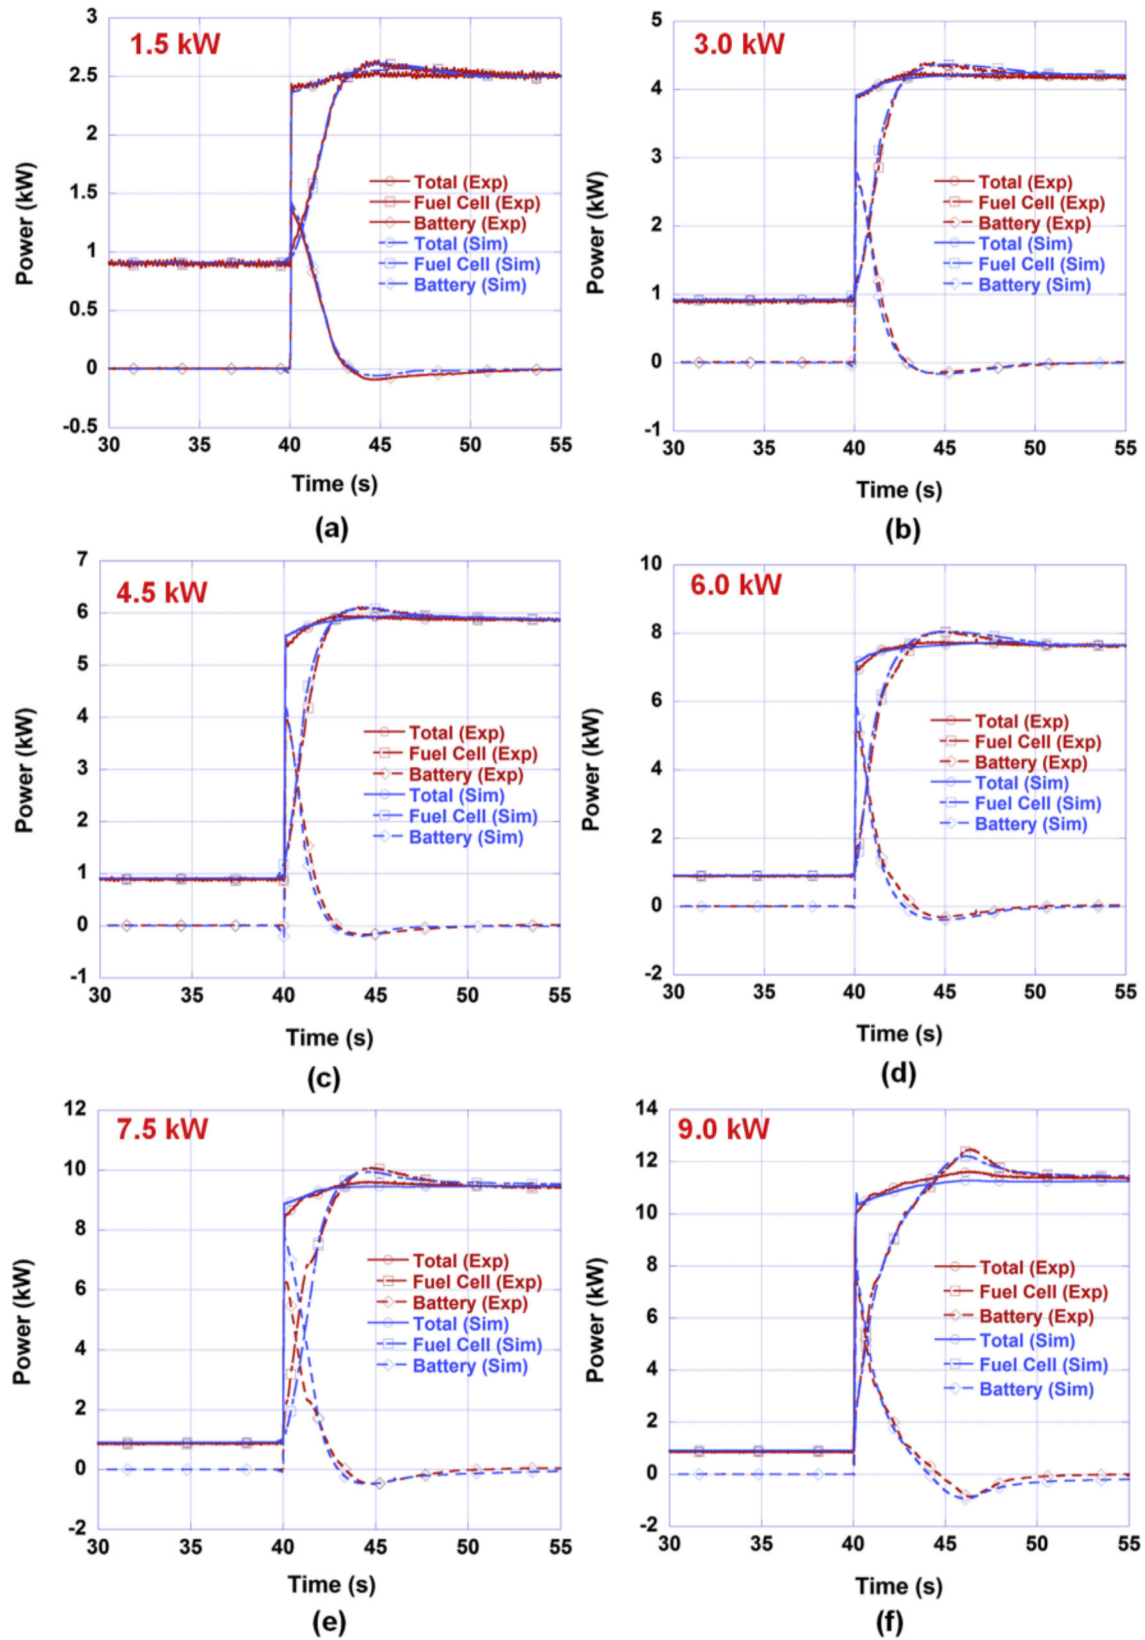 1.5 kW
3
2.5
2
1.5
1
0.5
0
-0.5
Power (kW)
Total (Exp)
Fuel Cell (Exp)
Battery (Exp)
Total (Sim)
Fuel Cell (Sim)
Battery (Sim)
30 35 40 45 50 55
Time (s)
(a)
3.0 kW
5
4
3
2
1
0
-1
Power (kW)
Total (Exp)
Fuel Cell (Exp)
Battery (Exp)
Total (Sim)
Fuel Cell (Sim)
Battery (Sim)
30 35 40 45 50 55
Time (s)
(b)
4.5 kW
7
6
5
4
3
2
1
0
-1
Power (kW)
Total (Exp)
Fuel Cell (Exp)
Battery (Exp)
Total (Sim)
Fuel Cell (Sim)
Battery (Sim)
30 35 40 45 50 55
Time (s)
(c)
6.0 kW
10
8
6
4
2
0
-2
Power (kW)
Total (Exp)
Fuel Cell (Exp)
Battery (Exp)
Total (Sim)
Fuel Cell (Sim)
Battery (Sim)
30 35 40 45 50 55
Time (s)
(d)
7.5 kW
12
10
8
6
4
2
0
-2
Power (kW)
Total (Exp)
Fuel Cell (Exp)
Battery (Exp)
Total (Sim)
Fuel Cell (Sim)
Battery (Sim)
30 35 40 45 50 55
Time (s)
(e)
9.0 kW
14
12
10
8
6
4
2
0
-2
Power (kW)
Total (Exp)
Fuel Cell (Exp)
Battery (Exp)
Total (Sim)
Fuel Cell (Sim)
Battery (Sim)
30 35 40 45 50 55
Time (s)
(f)